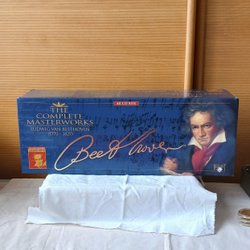 THE
COMPLETE
MASTERWORKS
LUDWIG VAN BEETHOVEN
1770 - 1827
Beethoven